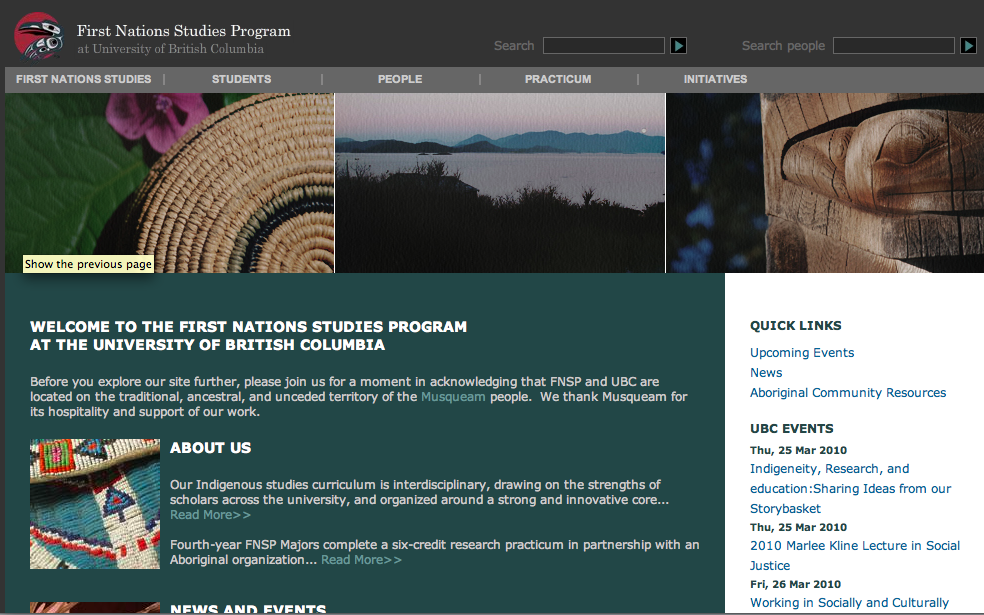 First Nations Studies Program
at University of British Columbia
Search
Search people
FIRST NATIONS STUDIES | STUDENTS | PEOPLE | PRACTICUM | INITIATIVES
Show the previous page
WELCOME TO THE FIRST NATIONS STUDIES PROGRAM
AT THE UNIVERSITY OF BRITISH COLUMBIA
Before you explore our site further, please join us for a moment in acknowledging that FNSP and UBC are
located on the traditional, ancestral, and unceded territory of the Musqueam people. We thank Musqueam for
its hospitality and support of our work.
ABOUT US
Our Indigenous studies curriculum is interdisciplinary, drawing on the strengths of
scholars across the university, and organized around a strong and innovative core...
Read More>>
Fourth-year FNSP Majors complete a six-credit research practicum in partnership with an
Aboriginal organization... Read More>>
NEWS AND EVENTS
QUICK LINKS
Upcoming Events
News
Aboriginal Community Resources
UBC EVENTS
Thu, 25 Mar 2010
Indigeneity, Research, and
education:Sharing Ideas from our
Storybasket
Thu, 25 Mar 2010
2010 Marlee Kline Lecture in Social
Justice
Fri, 26 Mar 2010
Working in Socially and Culturally